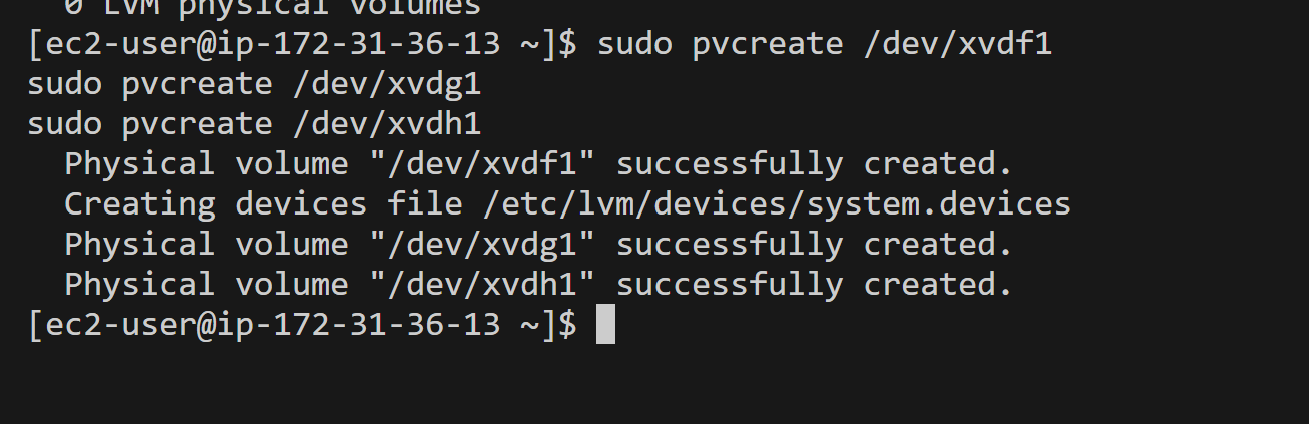 0 LVM physical volumes
[ec2-user@ip-172-31-36-13 ~]$ sudo pvcreate /dev/xvdf1
sudo pvcreate /dev/xvdg1
sudo pvcreate /dev/xvdh1
  Physical volume "/dev/xvdf1" successfully created.
  Creating devices file /etc/lvm/devices/system.devices
  Physical volume "/dev/xvdg1" successfully created.
  Physical volume "/dev/xvdh1" successfully created.
[ec2-user@ip-172-31-36-13 ~]$